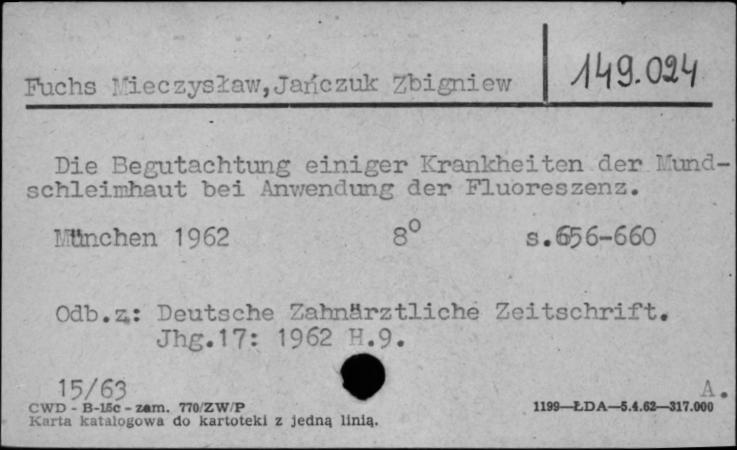 Fuchs Mieczysław,Jańczuk Zbigniew
149.024
Die Begutachtung einiger Krankheiten der Mund-
schleimhaut bei Anwendung der Fluoreszenz.
München 1962 8° s.656-660
Odb.z: Deutsche Zahnärztliche Zeitschrift.
Jhg.17: 1962 H.9.
15/63 A.
CWD - B-15c - zam. 770/ZW/P 1199—ŁDA—5.4.62—317.000
Karta katalogowa do kartoteki z jedną linią.